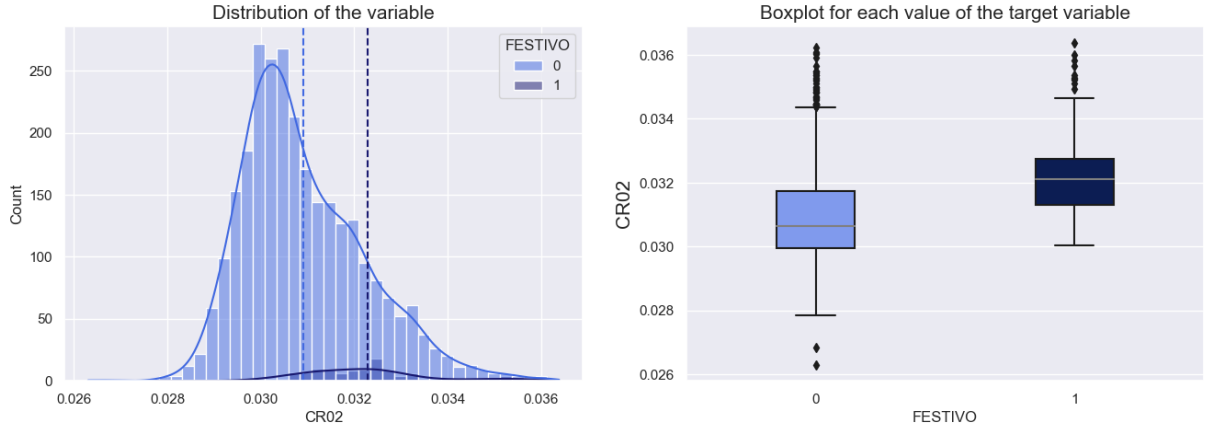 Distribution of the variable
FESTIVO
0
1
250
200
150
100
50
0
Count
0.026 0.028 0.030 0.032 0.034 0.036
CR02
Boxplot for each value of the target variable
0.036
0.034
0.032
0.030
0.028
0.026
CR02
0 1
FESTIVO